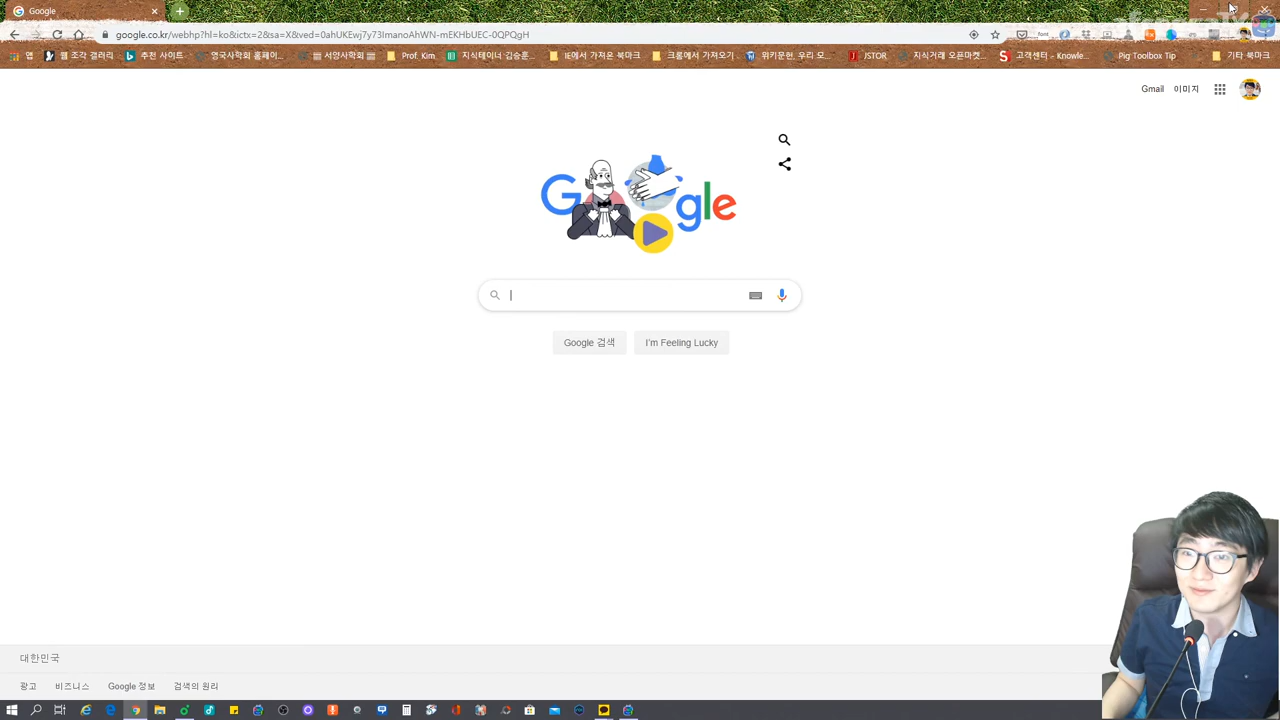 Google
google.co.kr/webhp?hl=ko&ictx=2&sa=X&ved=0ahUKEwj7y73ImanoAhWN-mEKHbUEC-0QPQgH
앱 웹 조각 갤러리 추천 사이트 영국사학회 홈페이... ≡ 서양사학회 ≡ Prof. Kim 지식테이너 김승훈... IE에서 가져온 북마크 크롬에서 가져오기 위키문헌, 우리 모... JSTOR 지식거래 오픈마켓... 고객센터 - Knowle... Pig Toolbox Tip 기타 북마크
Gmail 이미지
Google
Google 검색 I'm Feeling Lucky
대한민국
광고 비즈니스 Google 정보 검색의 원리